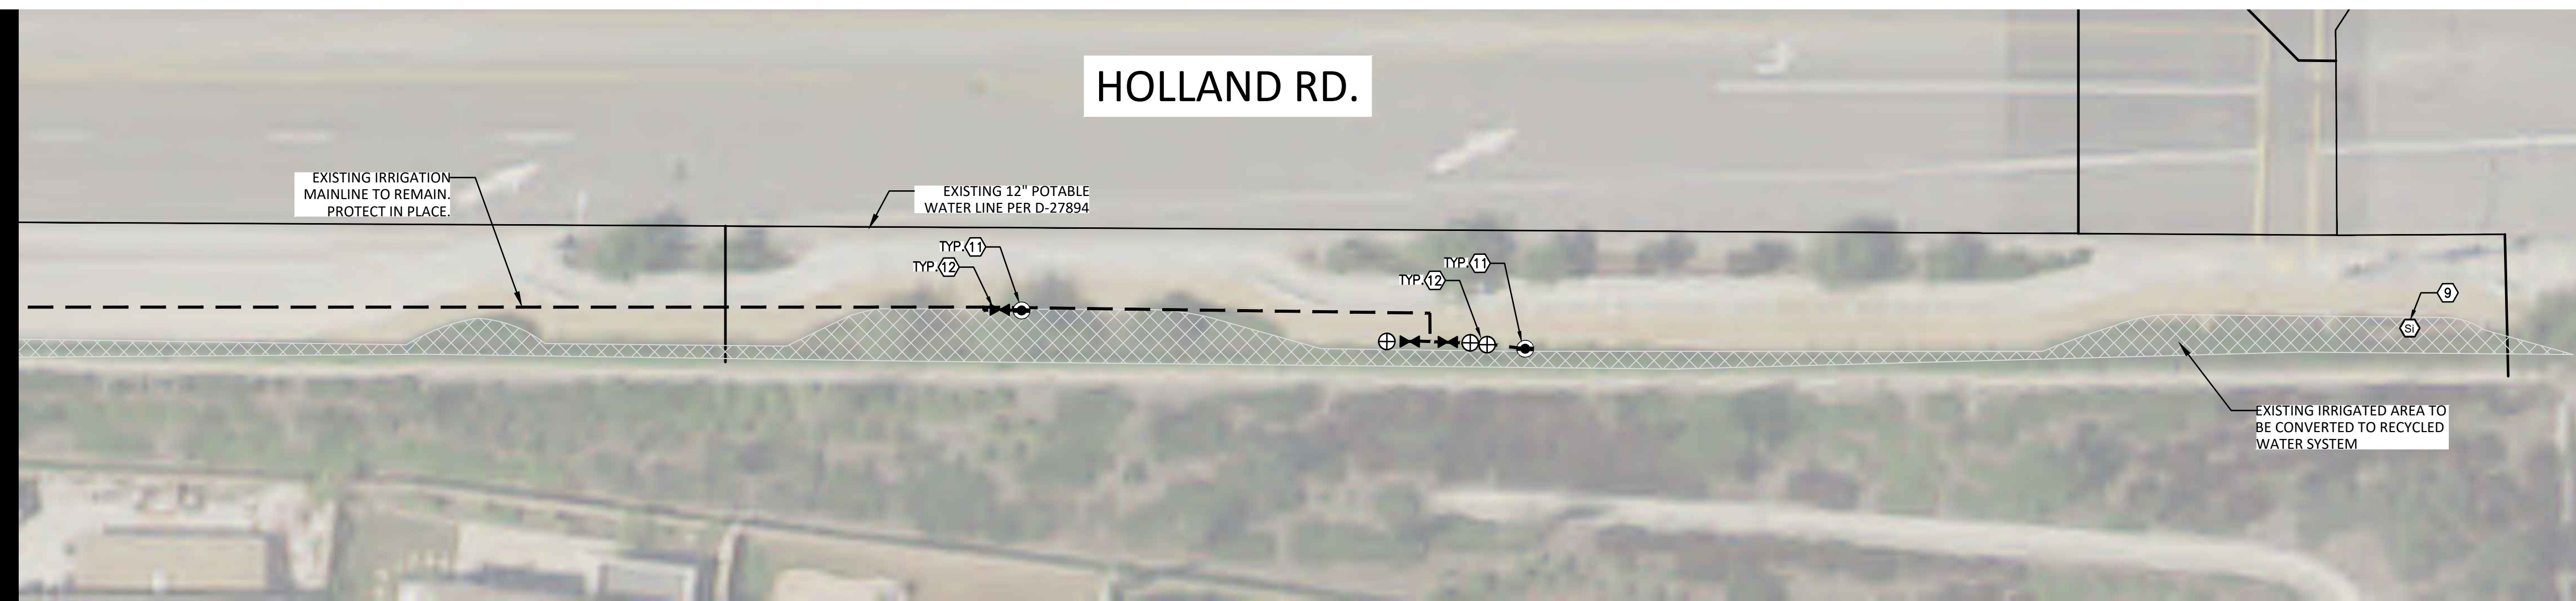 HOLLAND RD.
EXISTING IRRIGATION
MAINLINE TO REMAIN.
PROTECT IN PLACE.
EXISTING 12" POTABLE
WATER LINE PER D-27894
TYP. 11
TYP. 12
TYP. 11
TYP. 12
9
Si
EXISTING IRRIGATED AREA TO
BE CONVERTED TO RECYCLED
WATER SYSTEM